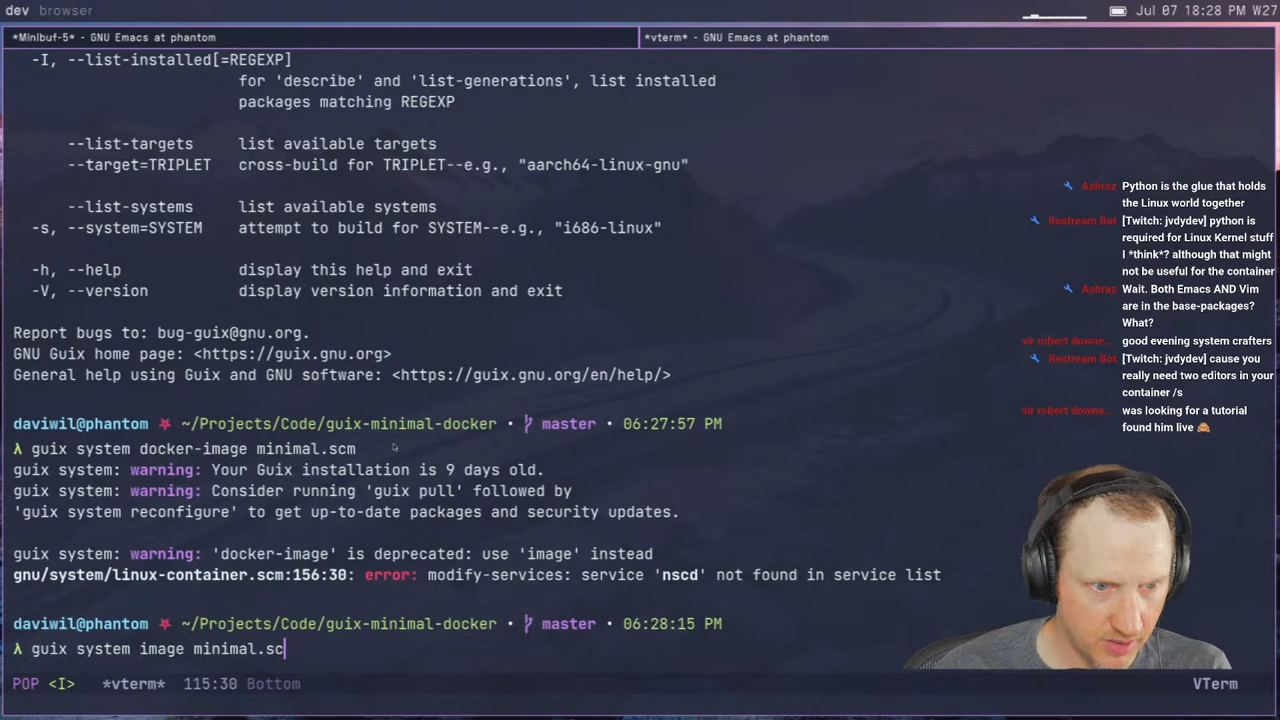 dev browser
Jul 07 18:28 PM W27
*Minibuf-5* - GNU Emacs at phantom
*vterm* - GNU Emacs at phantom
-I, --list-installed[=REGEXP]
for 'describe' and 'list-generations', list installed
packages matching REGEXP
--list-targets list available targets
--target=TRIPLET cross-build for TRIPLET--e.g., "aarch64-linux-gnu"
--list-systems list available systems
-s, --system=SYSTEM attempt to build for SYSTEM--e.g., "i686-linux"
-h, --help display this help and exit
-V, --version display version information and exit
Report bugs to: bug-guix@gnu.org.
GNU Guix home page: <https://guix.gnu.org>
General help using Guix and GNU software: <https://guix.gnu.org/en/help/>
daviwil@phantom ~/Projects/Code/guix-minimal-docker • master • 06:27:57 PM
λ guix system docker-image minimal.scm
guix system: warning: Your Guix installation is 9 days old.
guix system: warning: Consider running 'guix pull' followed by
'guix system reconfigure' to get up-to-date packages and security updates.
guix system: warning: 'docker-image' is deprecated: use 'image' instead
gnu/system/linux-container.scm:156:30: error: modify-services: service 'nscd' not found in service list
daviwil@phantom ~/Projects/Code/guix-minimal-docker • master • 06:28:15 PM
λ guix system image minimal.sc
POP <I> *vterm* 115:30 Bottom
VTerm
Ashraz Python is the glue that holds
the Linux world together
Restream Bot [Twitch: jvdydev] python is
required for Linux Kernel stuff
I *think*? although that might
not be useful for the container
Ashraz Wait. Both Emacs AND Vim
are in the base-packages?
What?
sir robert downe... good evening system crafters
Restream Bot [Twitch: jvdydev] cause you
really need two editors in your
container /s
sir robert downe... was looking for a tutorial
found him live 🙈